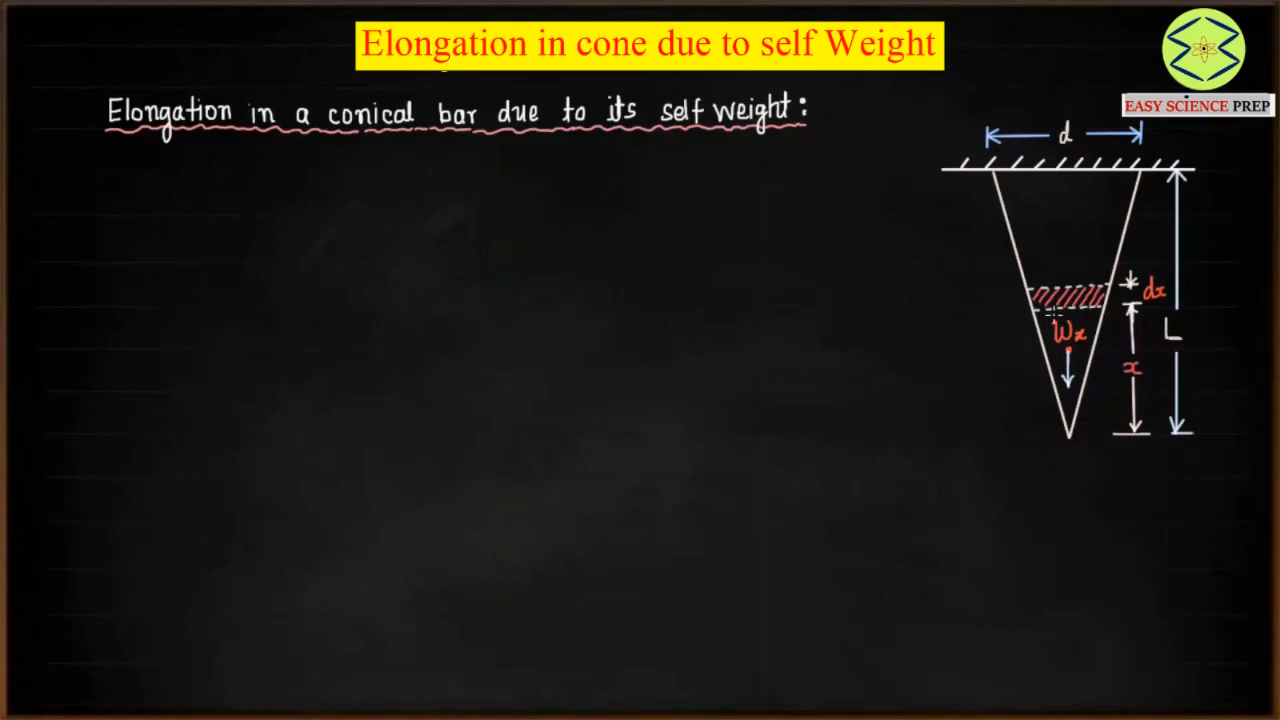 Elongation in cone due to self Weight
EASY SCIENCE PREP
Elongation in a conical bar due to its self weight:
d
dx
Wx
L
x